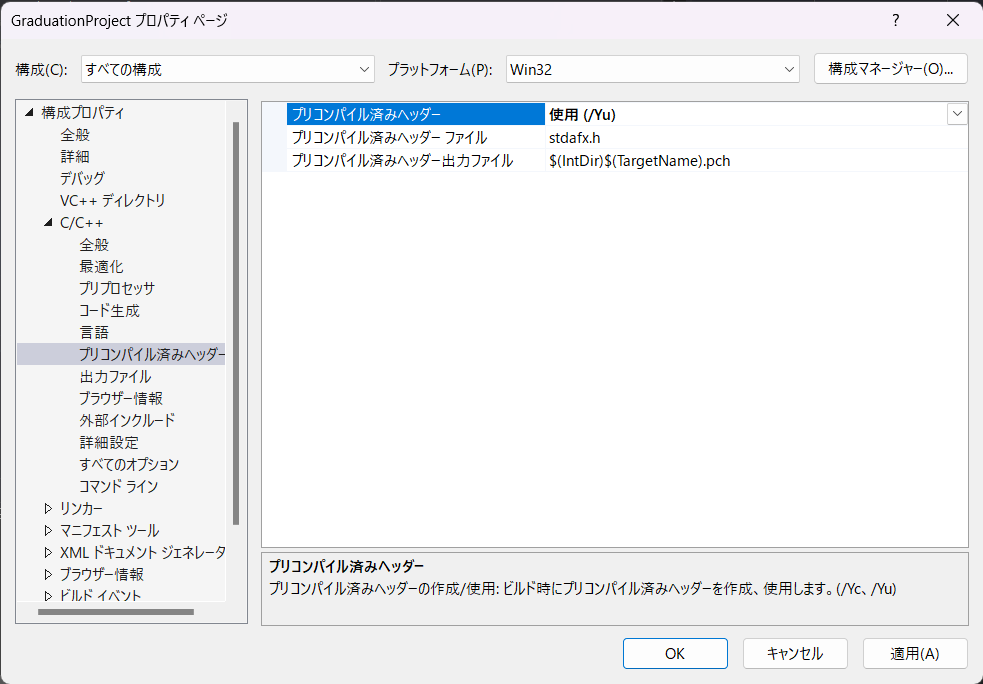 GraduationProject プロパティ ページ
?
構成(C): すべての構成 プラットフォーム(P): Win32 構成マネージャー(O)...
構成プロパティ
全般
詳細
デバッグ
VC++ ディレクトリ
C/C++
全般
最適化
プリプロセッサ
コード生成
言語
プリコンパイル済みヘッダー
出力ファイル
ブラウザー情報
外部インクルード
詳細設定
すべてのオプション
コマンド ライン
リンカー
マニフェスト ツール
XML ドキュメント ジェネレータ
ブラウザー情報
ビルド イベント
プリコンパイル済みヘッダー 使用 (/Yu)
プリコンパイル済みヘッダー ファイル stdafx.h
プリコンパイル済みヘッダー出力ファイル $(IntDir)$(TargetName).pch
プリコンパイル済みヘッダー
プリコンパイル済みヘッダーの作成/使用: ビルド時にプリコンパイル済みヘッダーを作成、使用します。(/Yc、/Yu)
OK キャンセル 適用(A)